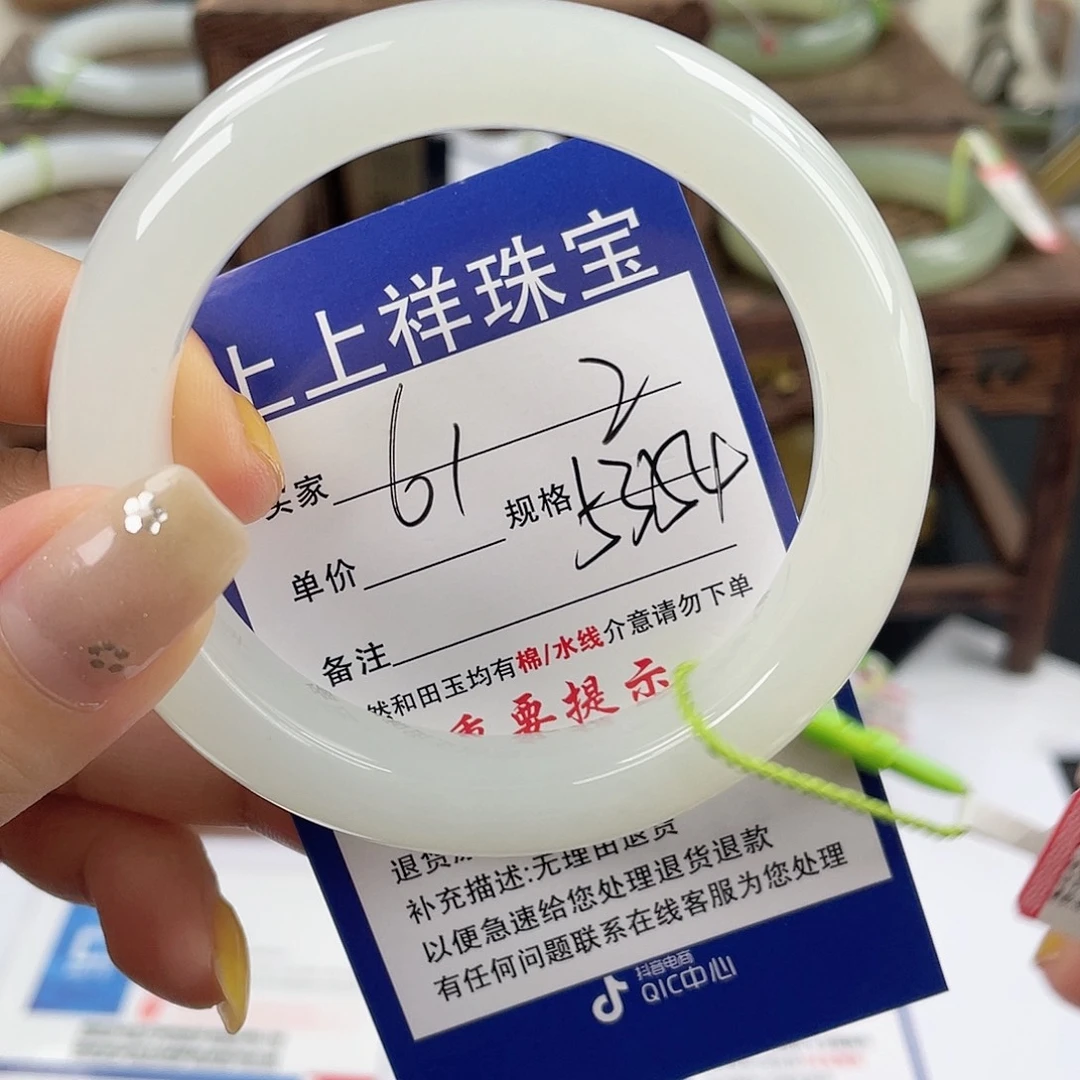 上上祥珠宝
买家 61 2
规格
单价
备注
然和田玉均有棉/水线介意请勿下单
重要提示
补充描述:无理由退货
以便急速给您处理退货退款
有任何问题联系在线客服为您处理
抖音电商
QIC中心